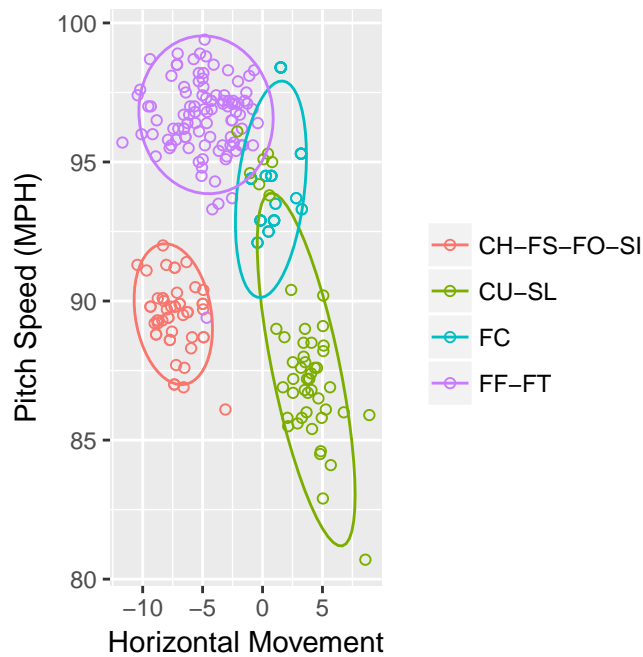 100
95
90
85
80
Pitch Speed (MPH)
−10 −5 0 5
Horizontal Movement
CH−FS−FO−SI
CU−SL
FC
FF−FT